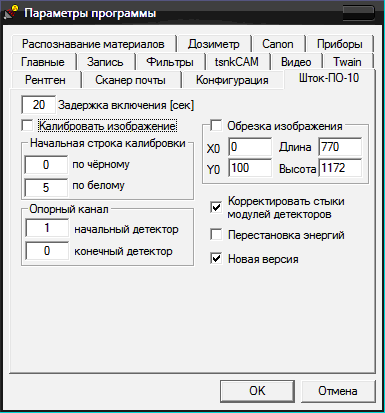 Параметры программы
Распознавание материалов Дозиметр Canon Приборы
Главные Запись Фильтры tsnkCAM Видео Twain
Рентген Сканер почты Конфигурация Шток-ПО-10
20 Задержка включения [сек]
Калибровать изображение
Начальная строка калибровки
0 по чёрному
5 по белому
Опорный канал
1 начальный детектор
0 конечный детектор
Обрезка изображения
X0 0 Длина 770
Y0 100 Высота 1172
Корректировать стыки
модулей детекторов
Перестановка энергий
Новая версия
OK Отмена